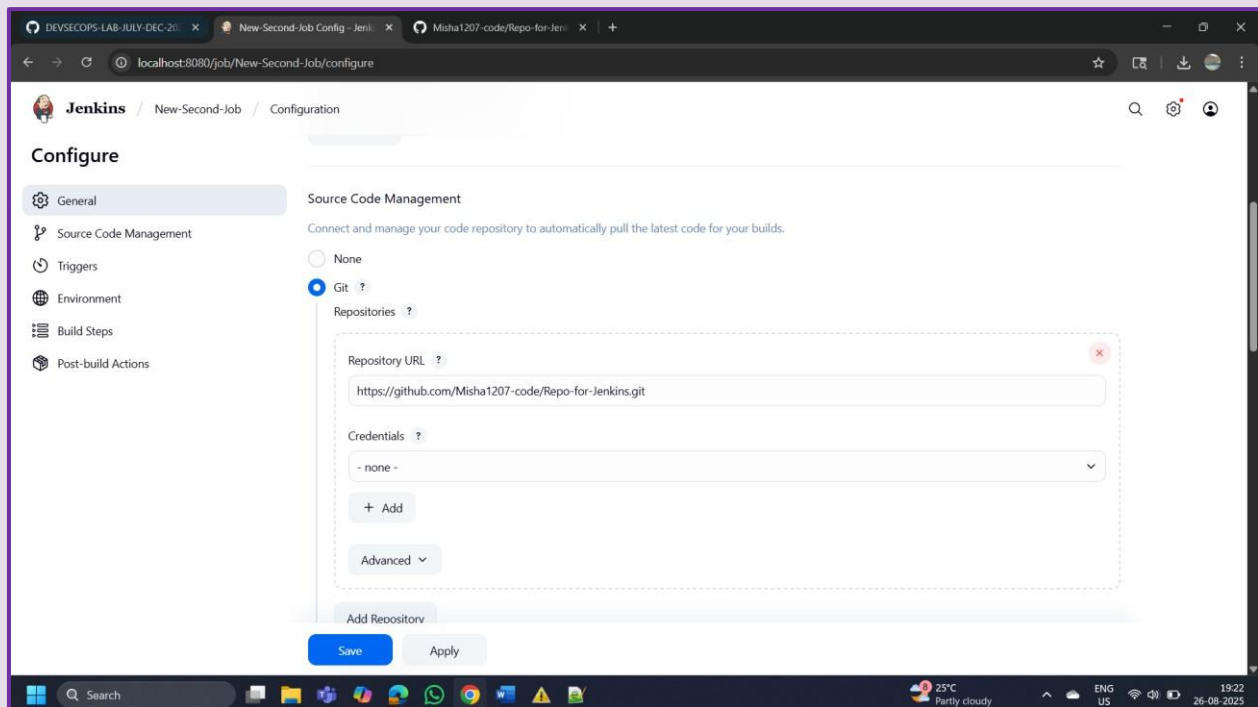 DEVSECOPS-LAB-JULY-DEC-20
New-Second-Job Config - Jenk
Misha1207-code/Repo-for-Jen
localhost:8080/job/New-Second-Job/configure
Jenkins / New-Second-Job / Configuration
Configure
General
Source Code Management
Triggers
Environment
Build Steps
Post-build Actions
Source Code Management
Connect and manage your code repository to automatically pull the latest code for your builds.
None
Git ?
Repositories ?
Repository URL ?
https://github.com/Misha1207-code/Repo-for-Jenkins.git
Credentials ?
- none -
+ Add
Advanced
Add Repository
Save
Apply
Search
8
25°C
Partly cloudy
ENG
US
19:22
26-08-2025